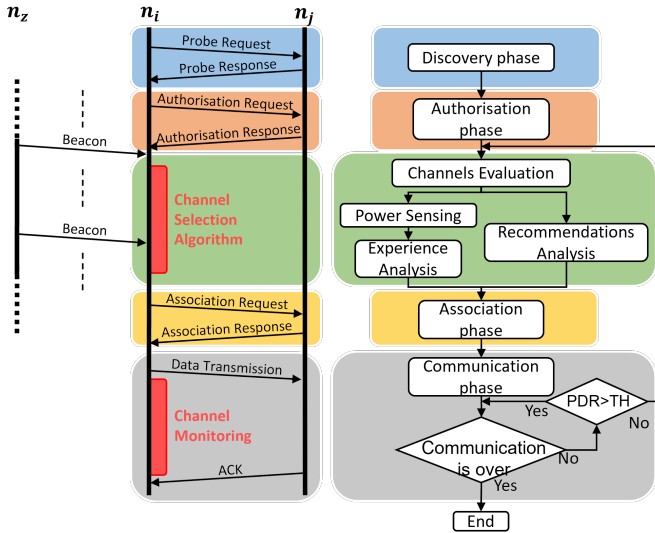 n_z n_i n_j
Probe Request
Probe Response
Authorisation Request
Authorisation Response
Beacon
Channel
Selection
Algorithm
Beacon
Association Request
Association Response
Data Transmission
Channel
Monitoring
ACK
Discovery phase
Authorisation
phase
Channels Evaluation
Power Sensing
Experience
Analysis
Recommendations
Analysis
Association
phase
Communication
phase
PDR>TH
Yes
No
Communication
is over
No
Yes
End